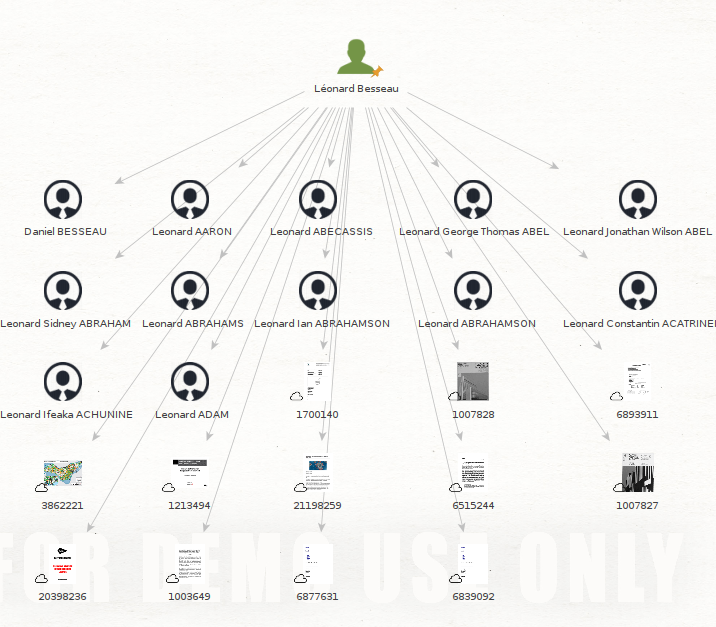 Léonard Besseau
Daniel BESSEAU
Leonard AARON
Leonard ABECASSIS
Leonard George Thomas ABEL
Leonard Jonathan Wilson ABEL
Leonard Sidney ABRAHAM
Leonard ABRAHAMS
Leonard Ian ABRAHAMSON
Leonard ABRAHAMSON
Leonard Constantin ACATRINEI
Leonard Ifeaka ACHUNINE
Leonard ADAM
1700140
1007828
6893911
3862221
1213494
21198259
6515244
1007827
FOR DEMO USE ONLY
20398236
1003649
6877631
6839092